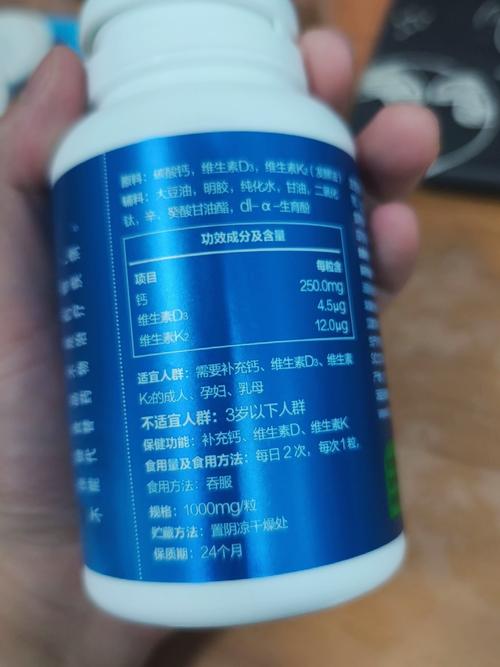 原料：碳酸钙，维生素D₃，维生素K₂（发酵法）
辅料：大豆油，明胶，纯化水，甘油，二氧化
钛，辛、癸酸甘油酯，dl-α-生育酚
功效成分及含量
项目 每粒含
钙 250.0mg
维生素D₃ 4.5μg
维生素K₂ 12.0μg
适宜人群：需要补充钙、维生素D₃、维生素
K₂的成人、孕妇、乳母
不适宜人群：3岁以下人群
保健功能：补充钙、维生素D、维生素K
食用量及食用方法：每日2次，每次1粒，
食用方法：吞服
规格：1000mg/粒
贮藏方法：置阴凉干燥处
保质期：24个月